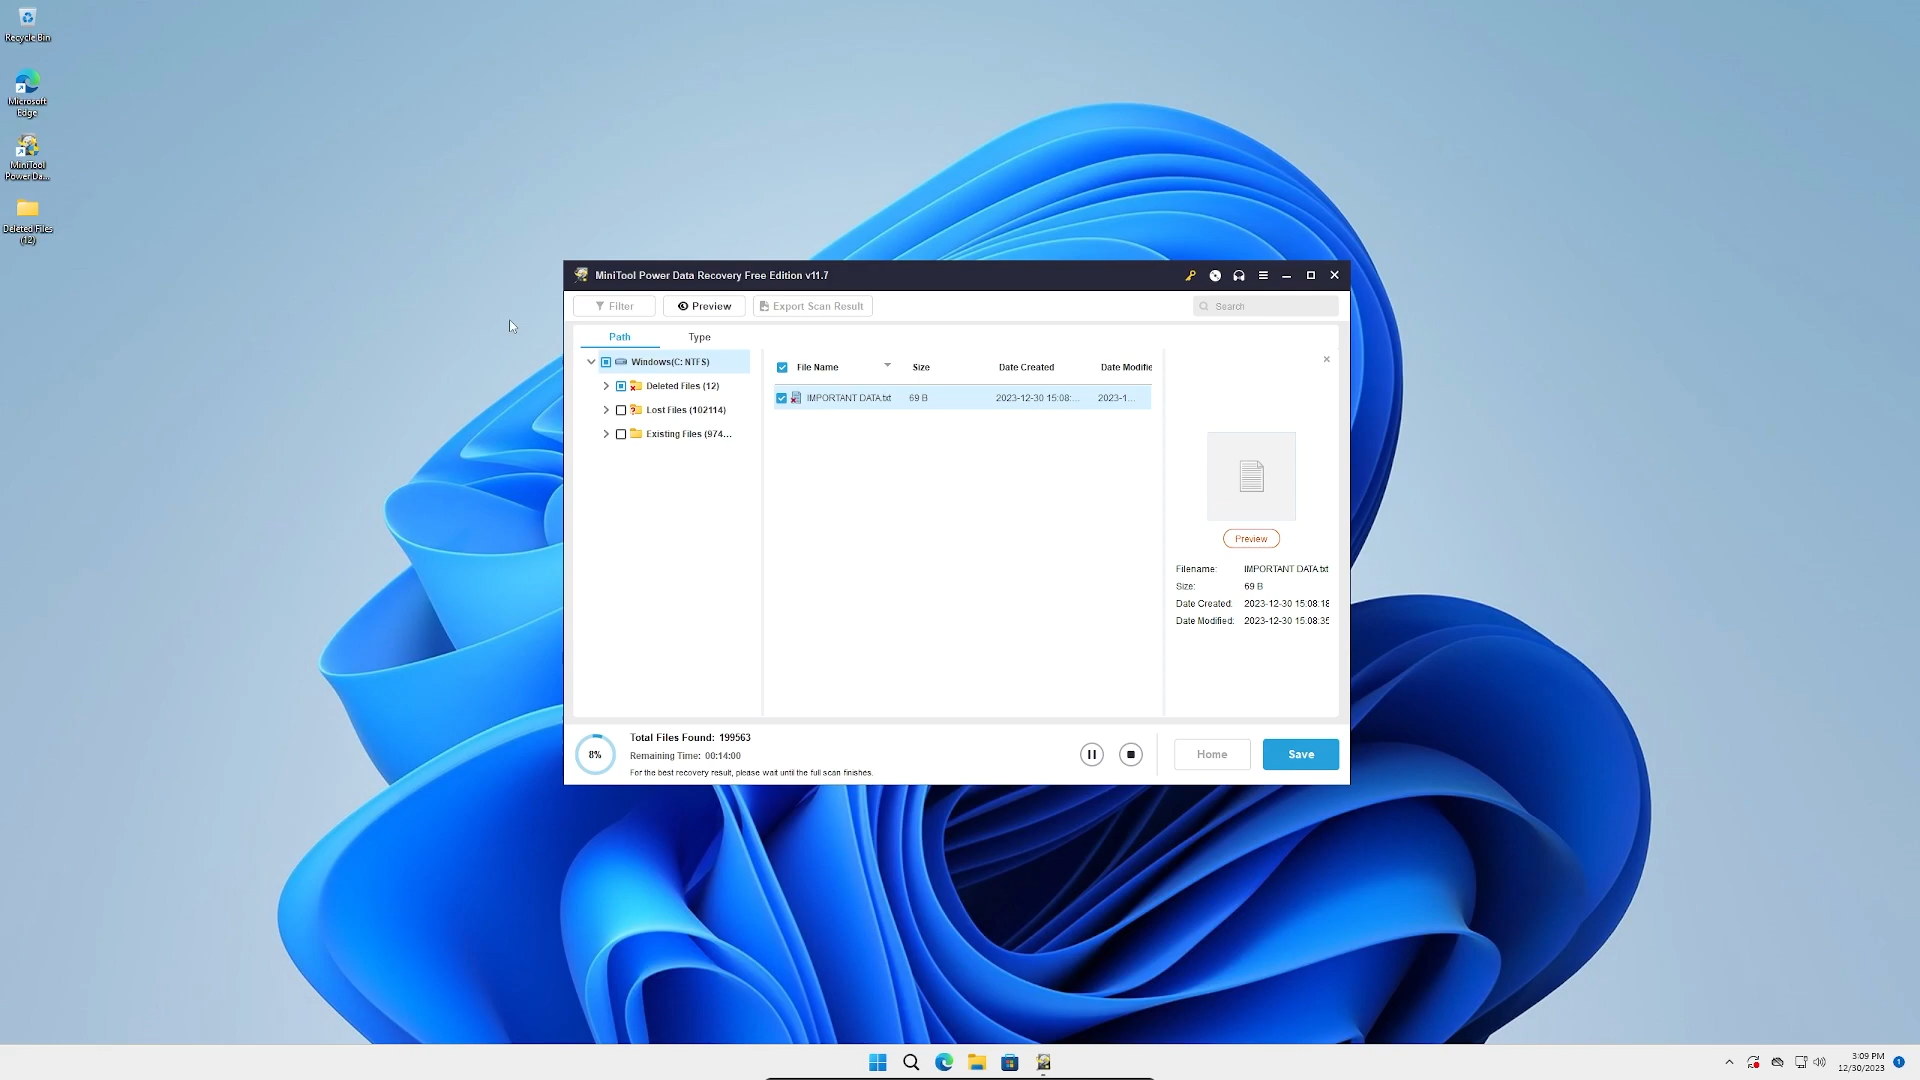 Recycle Bin
Microsoft
Edge
MiniTool
Power Da...
Deleted Files
(12)
MiniTool Power Data Recovery Free Edition v11.7
Filter
Preview
Export Scan Result
Search
Path
Type
Windows(C: NTFS)
Deleted Files (12)
Lost Files (102114)
Existing Files (974...
File Name
Size
Date Created
Date Modifie
IMPORTANT DATA.txt
69 B
2023-12-30 15:08:...
2023-1...
Preview
Filename: IMPORTANT DATA.txt
Size: 69 B
Date Created: 2023-12-30 15:08:18
Date Modified: 2023-12-30 15:08:35
8%
Total Files Found: 199563
Remaining Time: 00:14:00
For the best recovery result, please wait until the full scan finishes.
Home
Save
3:09 PM
12/30/2023
1